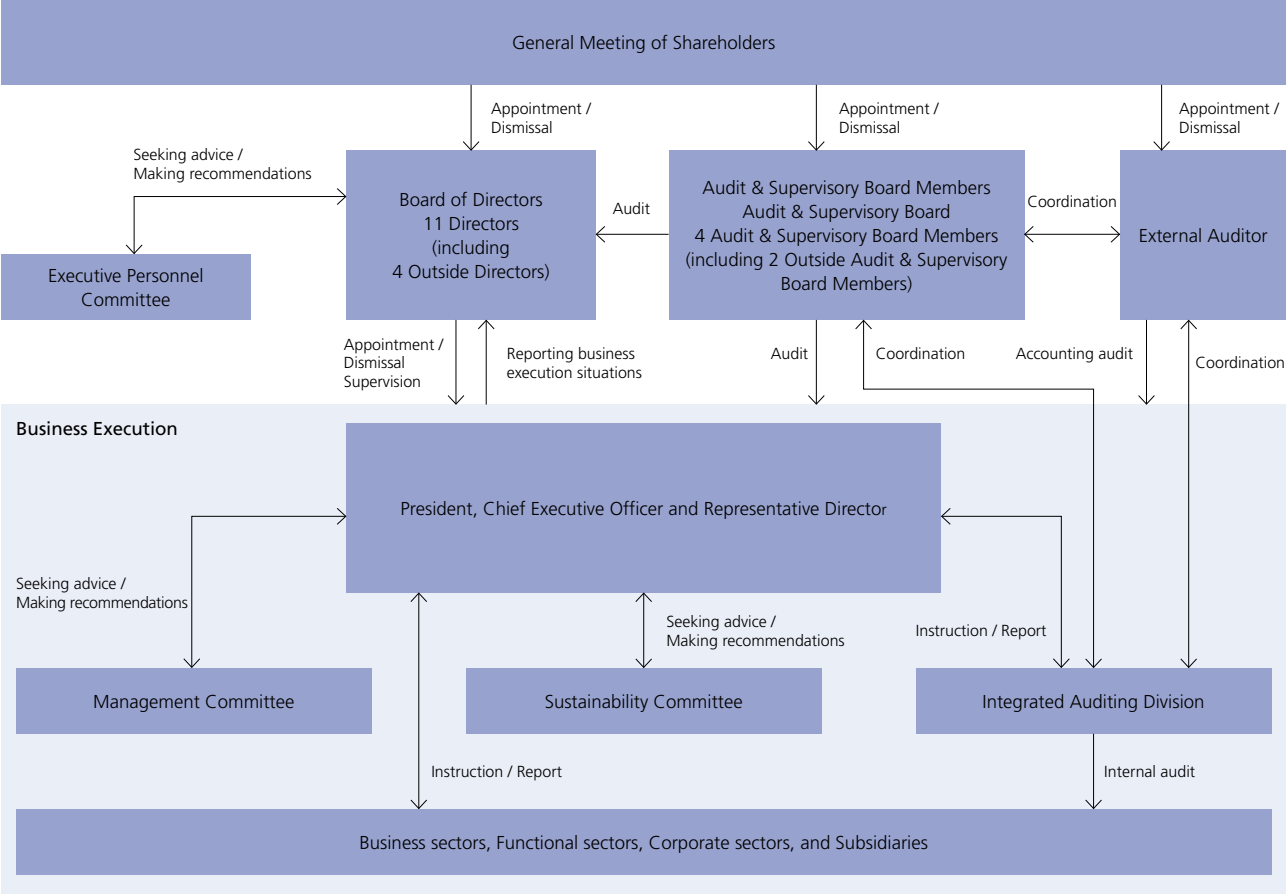 General Meeting of Shareholders
Appointment /
Dismissal
Appointment /
Dismissal
Appointment /
Dismissal
Seeking advice /
Making recommendations
Board of Directors
11 Directors
(including
4 Outside Directors)
Audit
Audit & Supervisory Board Members
Audit & Supervisory Board
4 Audit & Supervisory Board Members
(including 2 Outside Audit & Supervisory
Board Members)
Coordination
External Auditor
Executive Personnel
Committee
Appointment /
Dismissal
Supervision
Reporting business
execution situations
Audit
Coordination
Accounting audit
Coordination
Business Execution
President, Chief Executive Officer and Representative Director
Seeking advice /
Making recommendations
Seeking advice /
Making recommendations
Instruction / Report
Management Committee
Sustainability Committee
Integrated Auditing Division
Instruction / Report
Internal audit
Business sectors, Functional sectors, Corporate sectors, and Subsidiaries